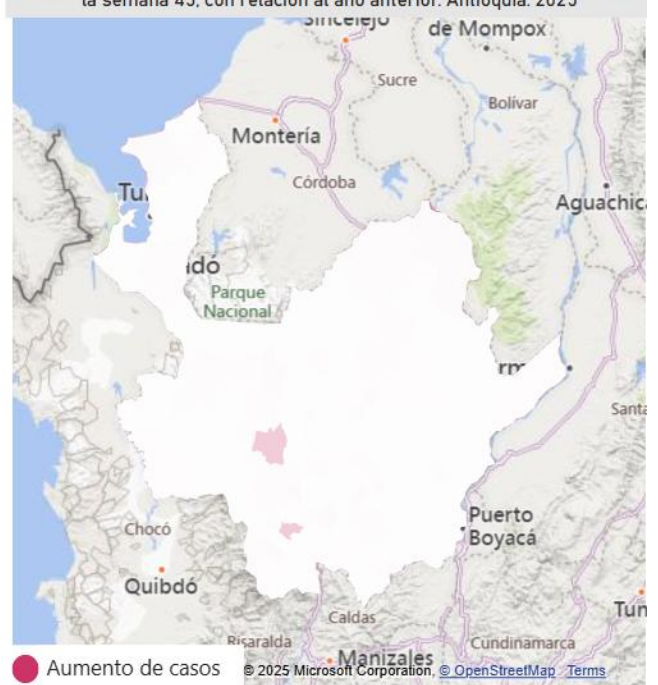 la semana 45, con relación al año anterior. Antioquia. 2025
Sincelejo
de Mompox
Sucre
Bolívar
Montería
Córdoba
Aguachica
Parque
Nacional
Puerto
Boyacá
Chocó
Quibdó
Caldas
Risaralda
Cundinamarca
Manizales
Aumento de casos
© 2025 Microsoft Corporation, © OpenStreetMap Terms